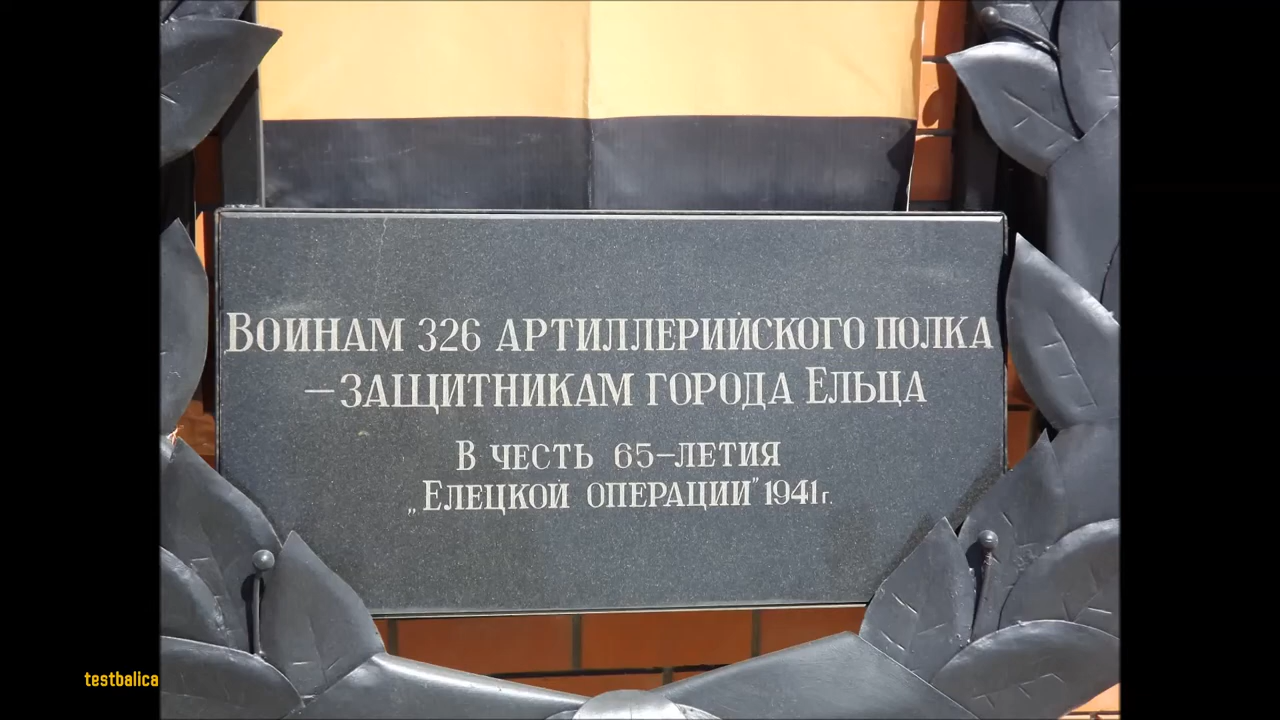 Воинам 326 артиллерийского полка
–защитникам города Ельца
В честь 65–летия
„Елецкой операции” 1941г.
testbalica